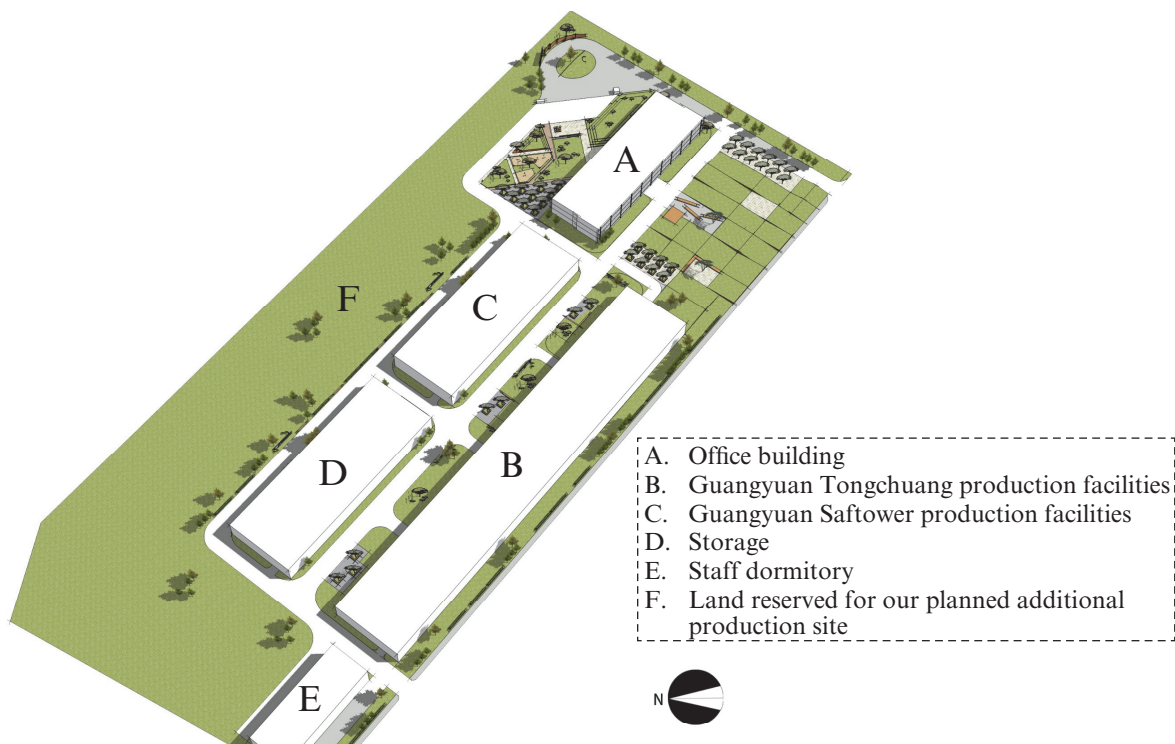 A
F
C
B
D
E
A. Office building
B. Guangyuan Tongchuang production facilities
C. Guangyuan Saftower production facilities
D. Storage
E. Staff dormitory
F. Land reserved for our planned additional
production site
N